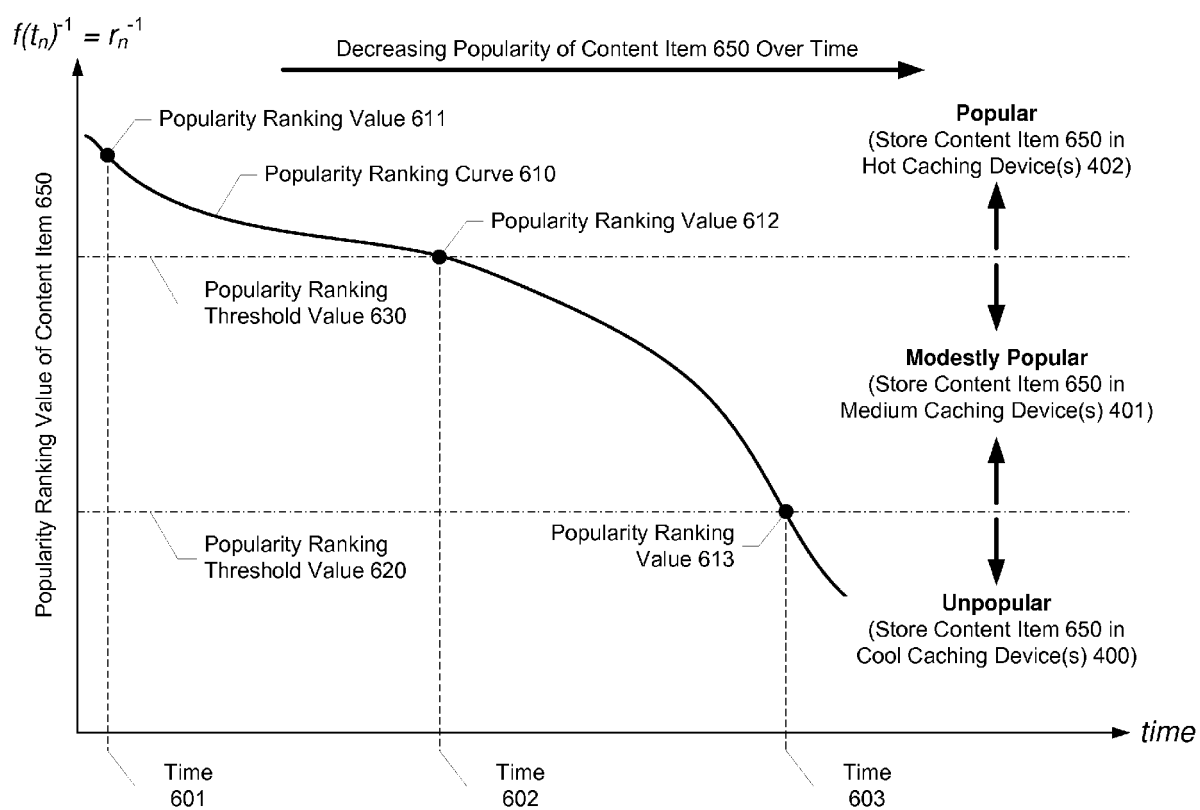 f(tn)-1 = rn-1
Decreasing Popularity of Content Item 650 Over Time
Popularity Ranking Value of Content Item 650
Popularity Ranking Value 611
Popularity Ranking Curve 610
Popularity Ranking Value 612
Popularity Ranking
Threshold Value 630
Popularity Ranking
Threshold Value 620
Popularity Ranking
Value 613
Popular
(Store Content Item 650 in
Hot Caching Device(s) 402)
Modestly Popular
(Store Content Item 650 in
Medium Caching Device(s) 401)
Unpopular
(Store Content Item 650 in
Cool Caching Device(s) 400)
time
Time
601
Time
602
Time
603